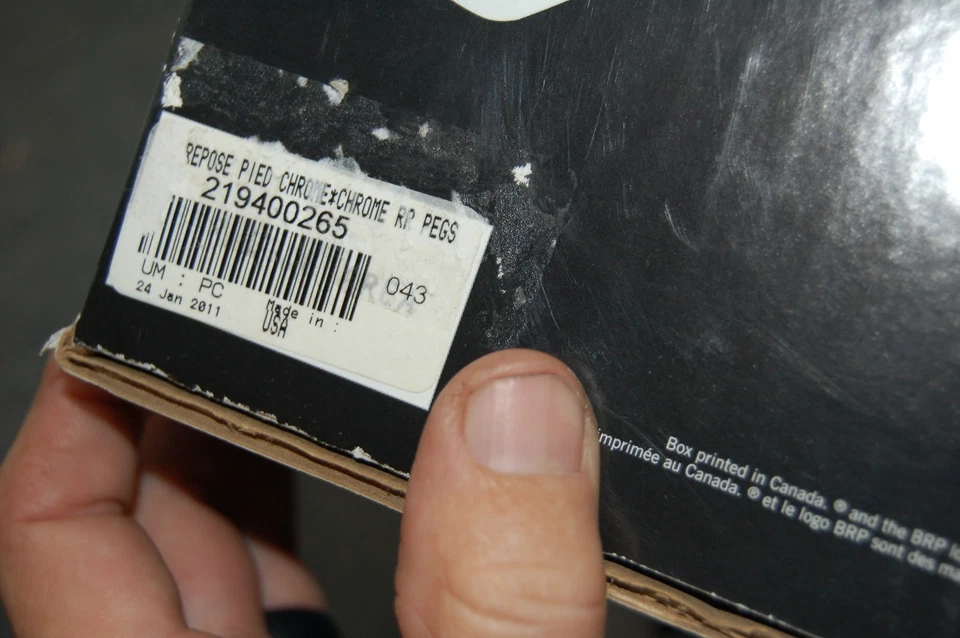 REPOSE PIED CHROME*CHROME RR PEGS
219400265
043
UM : PC
24 Jan 2011
Made in :
USA
Box printed in Canada. ® and the BRP
imprimée au Canada. ® et le logo BRP sont des